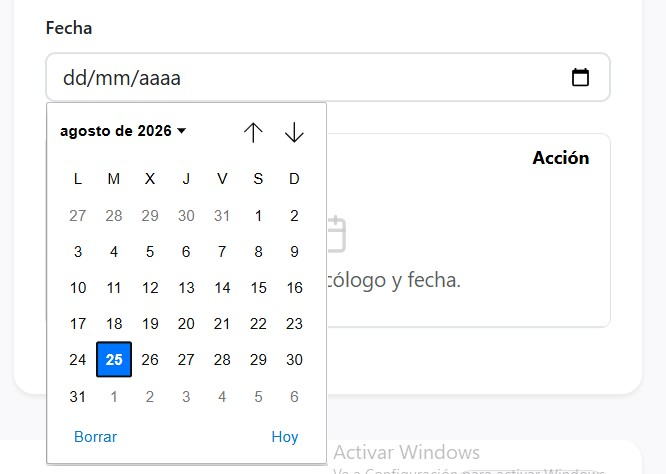 Fecha
dd/mm/aaaa
agosto de 2026
Acción
L M X J V S D
27 28 29 30 31 1 2
3 4 5 6 7 8 9
cólogo y fecha.
10 11 12 13 14 15 16
17 18 19 20 21 22 23
24 25 26 27 28 29 30
31 1 2 3 4 5 6
Borrar Hoy
Activar Windows
Ve a Configuración para activar Windows.